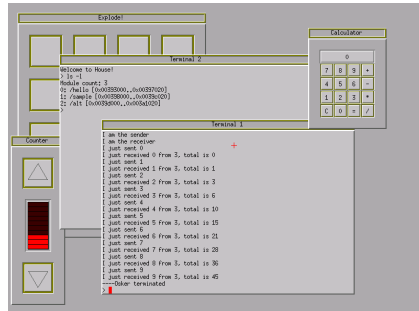 Explode!
Calculator
0
7 8 9 +
4 5 6 -
1 2 3 *
C 0 = /
Terminal 2
Welcome to House!
> ls -l
Module count: 3
0: /hello [0x00393000..0x00397020]
1: /sample [0x00398000..0x0039c020]
2: /alt [0x0039d000..0x003a1020]
>
Counter
Terminal 1
I am the sender
I am the receiver
I just sent 0
I just received 0 from 3, total is 0
I just sent 1
I just received 1 from 3, total is 1
I just sent 2
I just received 2 from 3, total is 3
I just sent 3
I just received 3 from 3, total is 6
I just sent 4
I just received 4 from 3, total is 10
I just sent 5
I just received 5 from 3, total is 15
I just sent 6
I just received 6 from 3, total is 21
I just sent 7
I just received 7 from 3, total is 28
I just sent 8
I just received 8 from 3, total is 36
I just sent 9
I just received 9 from 3, total is 45
----Osker terminated
>